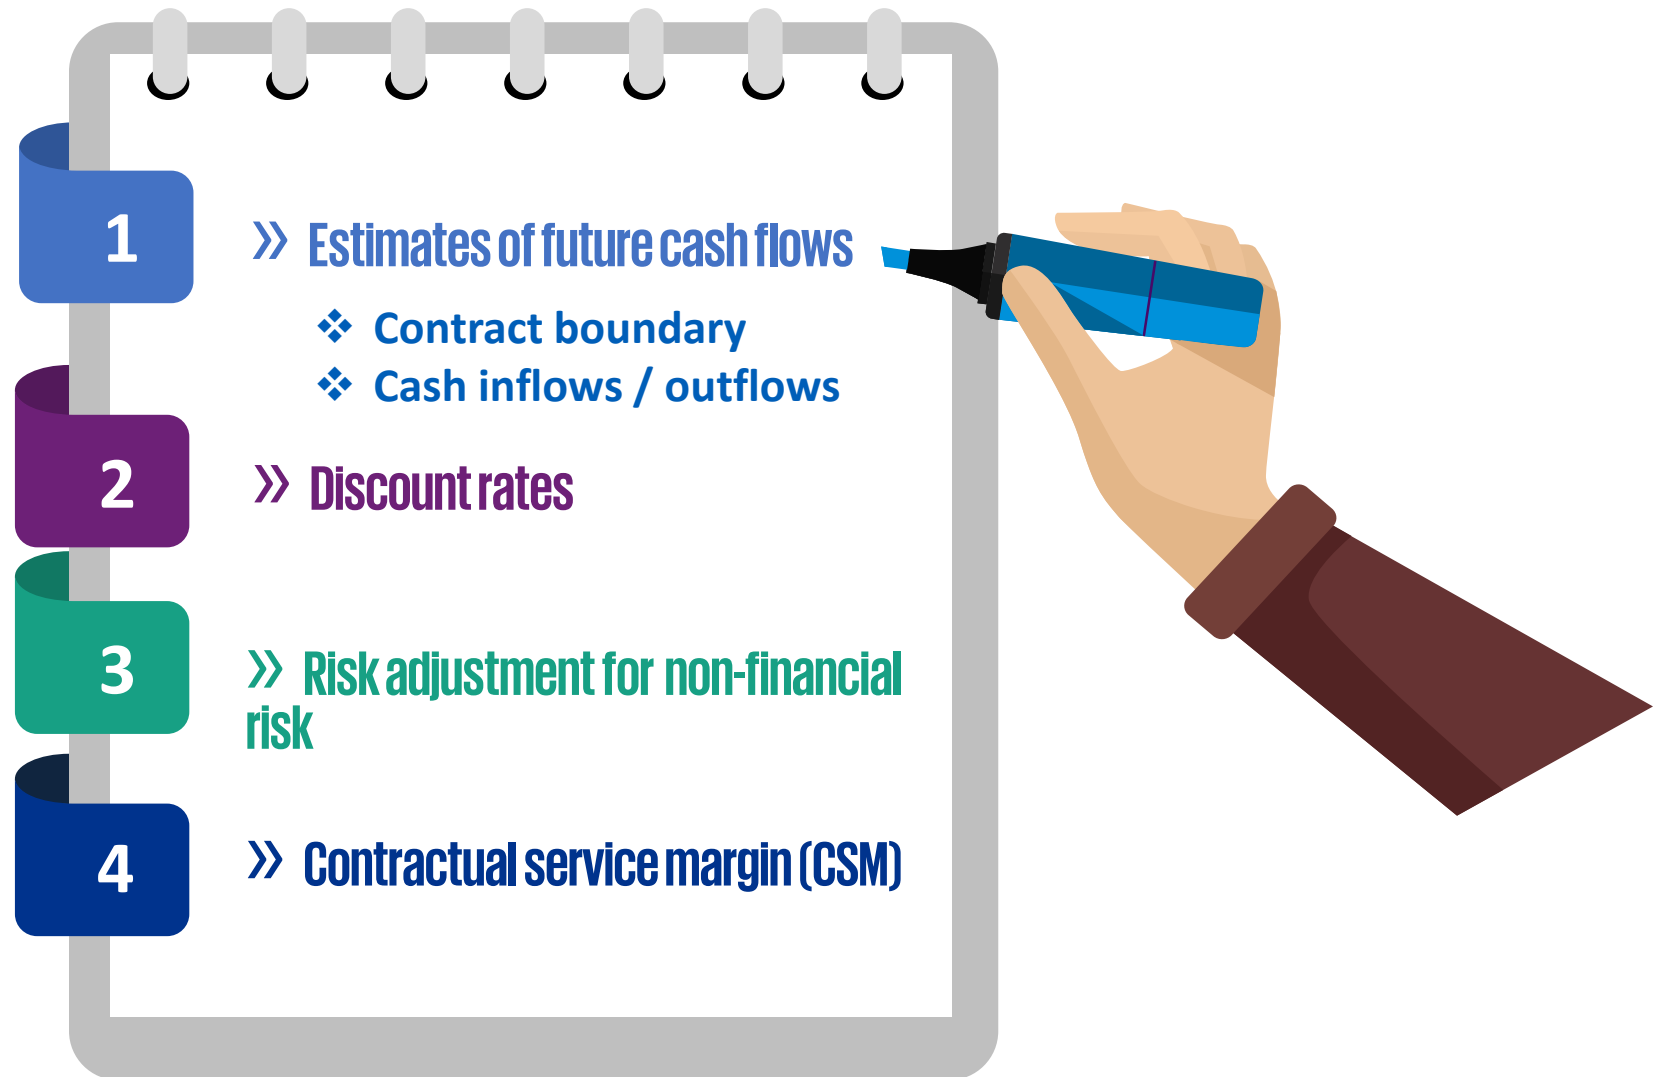 1
» Estimates of future cash flows
❖ Contract boundary
❖ Cash inflows / outflows
2
» Discount rates
3
» Risk adjustment for non-financial
risk
4
» Contractual service margin (CSM)